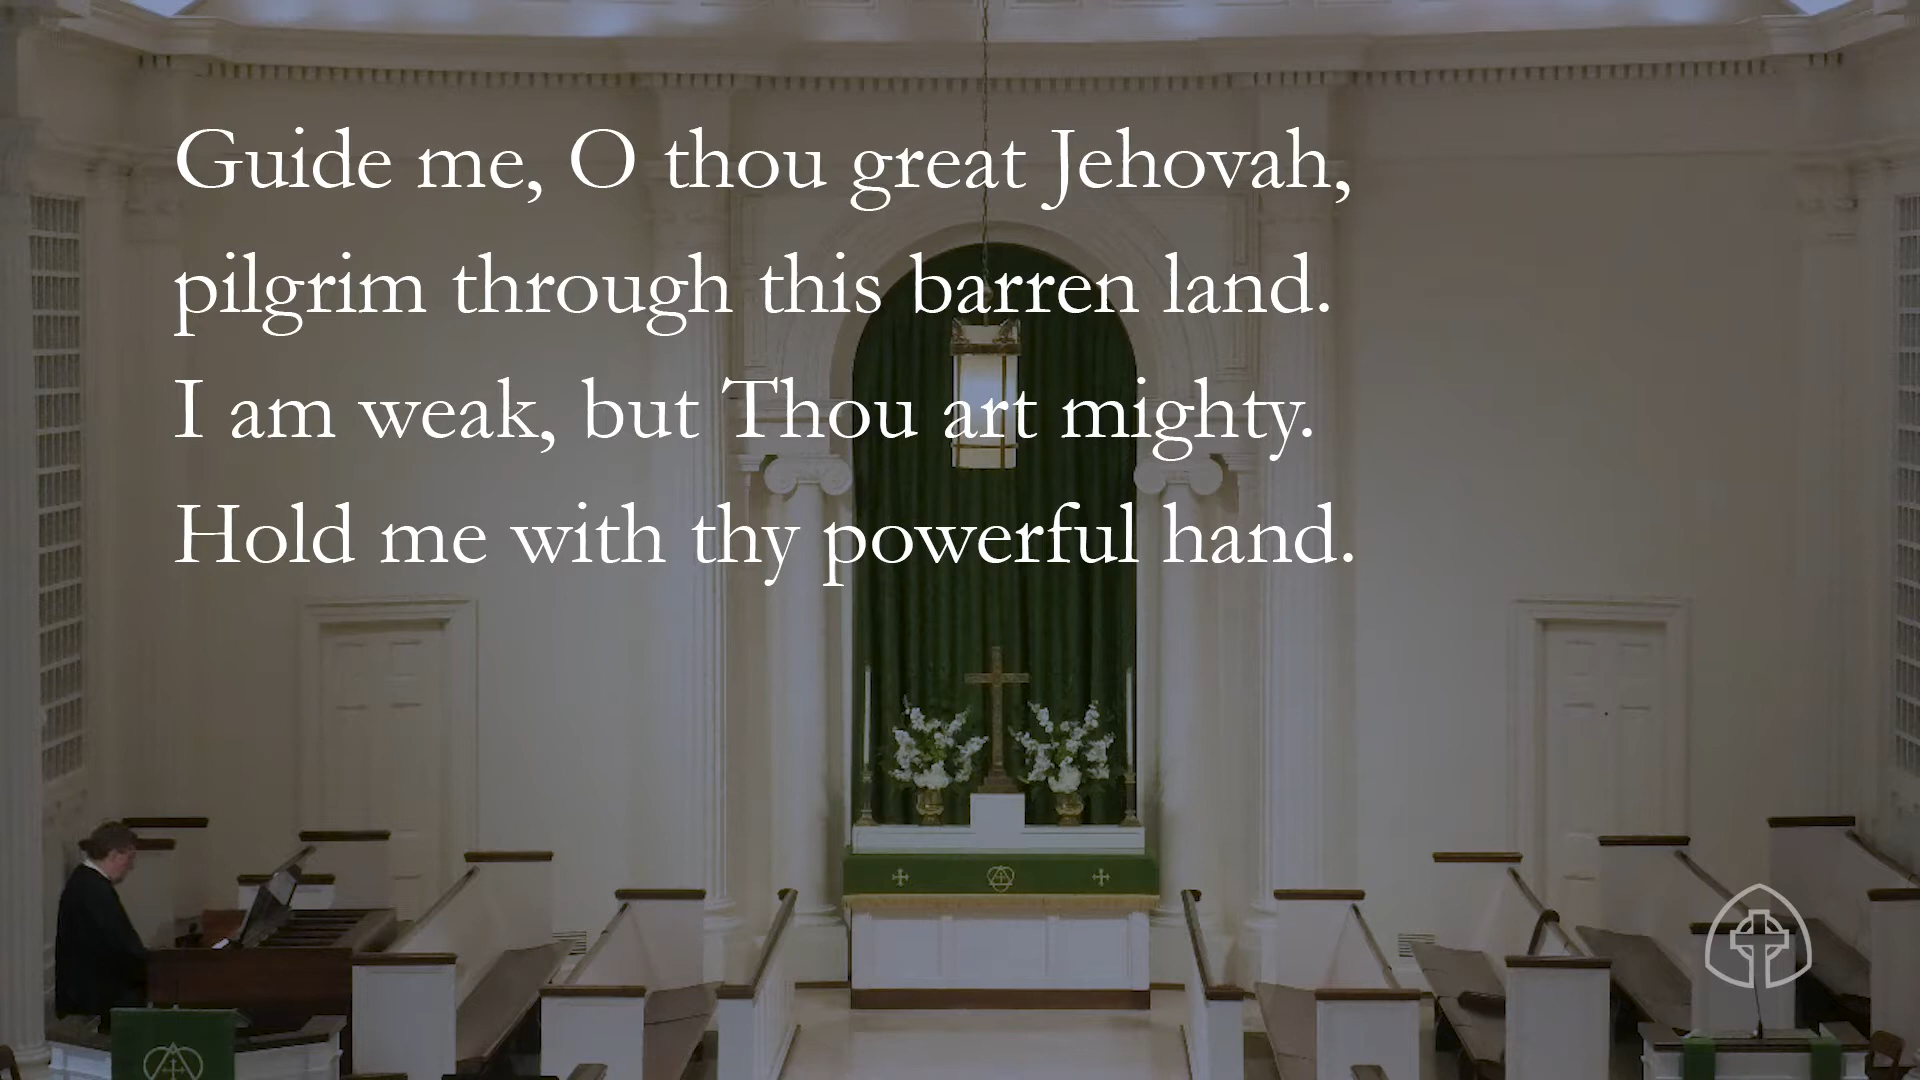 Guide me, O thou great Jehovah,
pilgrim through this barren land.
I am weak, but Thou art mighty.
Hold me with thy powerful hand.